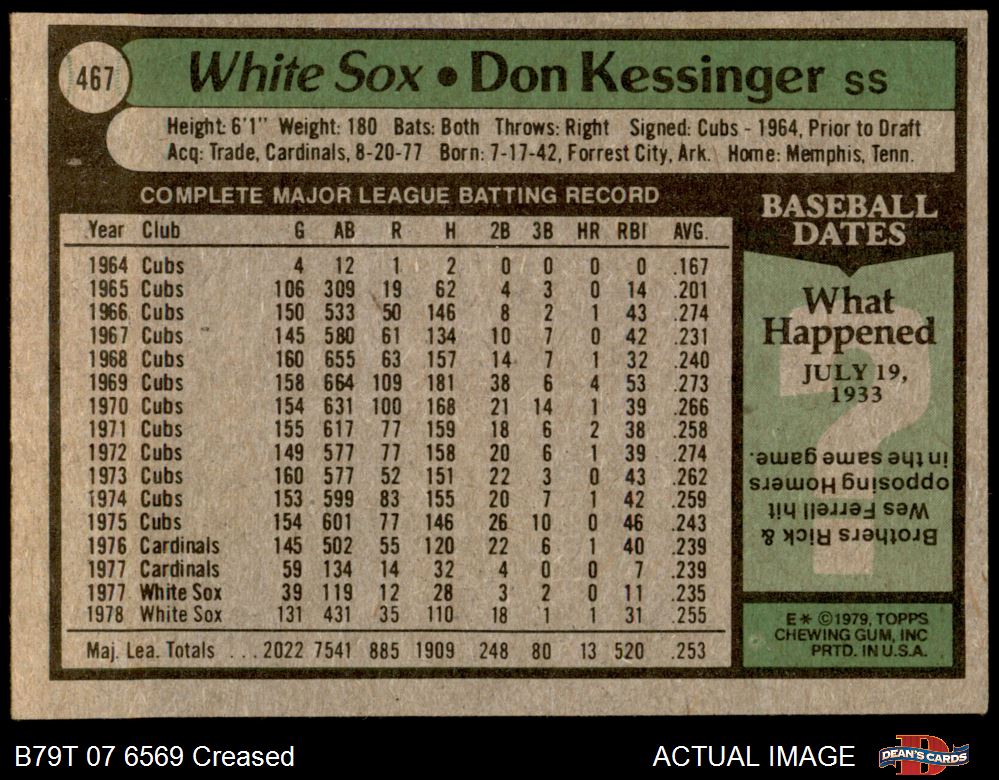 467
White Sox • Don Kessinger SS
Height: 6'1" Weight: 180 Bats: Both Throws: Right Signed: Cubs - 1964, Prior to Draft
Acq: Trade, Cardinals, 8-20-77 Born: 7-17-42, Forrest City, Ark. Home: Memphis, Tenn.
COMPLETE MAJOR LEAGUE BATTING RECORD
Year Club G AB R H 2B 3B HR RBI AVG.
1964 Cubs 4 12 1 2 0 0 0 0 .167
1965 Cubs 106 309 19 62 4 3 0 14 .201
1966 Cubs 150 533 50 146 8 2 1 43 .274
1967 Cubs 145 580 61 134 10 7 0 42 .231
1968 Cubs 160 655 63 157 14 7 1 32 .240
1969 Cubs 158 664 109 181 38 6 4 53 .273
1970 Cubs 154 631 100 168 21 14 1 39 .266
1971 Cubs 155 617 77 159 18 6 2 38 .258
1972 Cubs 149 577 77 158 20 6 1 39 .274
1973 Cubs 160 577 52 151 22 3 0 43 .262
1974 Cubs 153 599 83 155 20 7 1 42 .259
1975 Cubs 154 601 77 146 26 10 0 46 .243
1976 Cardinals 145 502 55 120 22 6 1 40 .239
1977 Cardinals 59 134 14 32 4 0 0 7 .239
1977 White Sox 39 119 12 28 3 2 0 11 .235
1978 White Sox 131 431 35 110 18 1 1 31 .255
Maj. Lea. Totals ...2022 7541 885 1909 248 80 13 520 .253
BASEBALL
DATES
What
Happened
JULY 19,
1933
?
Brothers Rick &
Wes Ferrell hit
opposing Homers
in the same game.
E* ©1979, TOPPS
CHEWING GUM, INC
PRTD. IN U.S.A.
B79T 07 6569 Creased
ACTUAL IMAGE
D
DEAN'S CARDS